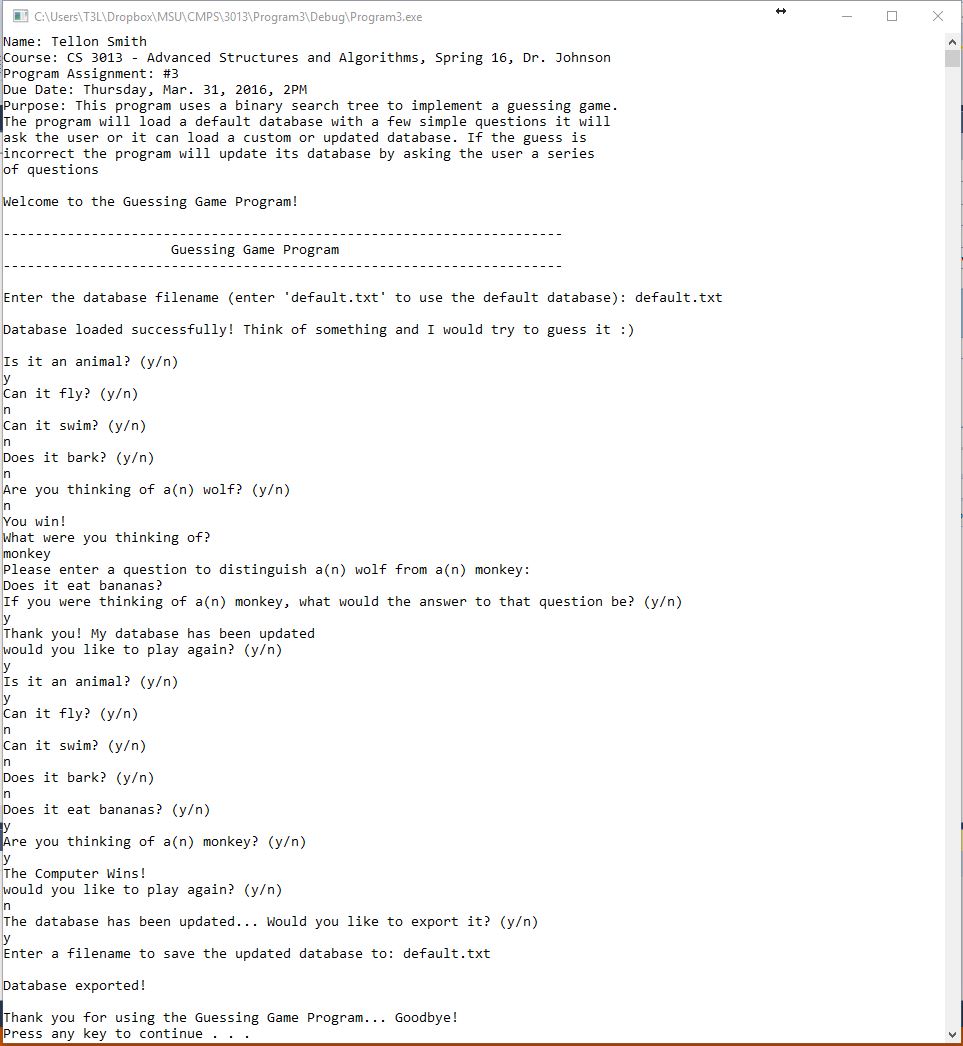 C:\Users\T3L\Dropbox\MSU\CMPS\3013\Program3\Debug\Program3.exe
Name: Tellon Smith
Course: CS 3013 - Advanced Structures and Algorithms, Spring 16, Dr. Johnson
Program Assignment: #3
Due Date: Thursday, Mar. 31, 2016, 2PM
Purpose: This program uses a binary search tree to implement a guessing game.
The program will load a default database with a few simple questions it will
ask the user or it can load a custom or updated database. If the guess is
incorrect the program will update its database by asking the user a series
of questions
Welcome to the Guessing Game Program!
----------------------------------------------------------------------
Guessing Game Program
----------------------------------------------------------------------
Enter the database filename (enter 'default.txt' to use the default database): default.txt
Database loaded successfully! Think of something and I would try to guess it :)
Is it an animal? (y/n)
y
Can it fly? (y/n)
n
Can it swim? (y/n)
n
Does it bark? (y/n)
n
Are you thinking of a(n) wolf? (y/n)
n
You win!
What were you thinking of?
monkey
Please enter a question to distinguish a(n) wolf from a(n) monkey:
Does it eat bananas?
If you were thinking of a(n) monkey, what would the answer to that question be? (y/n)
y
Thank you! My database has been updated
would you like to play again? (y/n)
y
Is it an animal? (y/n)
y
Can it fly? (y/n)
n
Can it swim? (y/n)
n
Does it bark? (y/n)
n
Does it eat bananas? (y/n)
y
Are you thinking of a(n) monkey? (y/n)
y
The Computer Wins!
would you like to play again? (y/n)
n
The database has been updated... Would you like to export it? (y/n)
y
Enter a filename to save the updated database to: default.txt
Database exported!
Thank you for using the Guessing Game Program... Goodbye!
Press any key to continue . . .